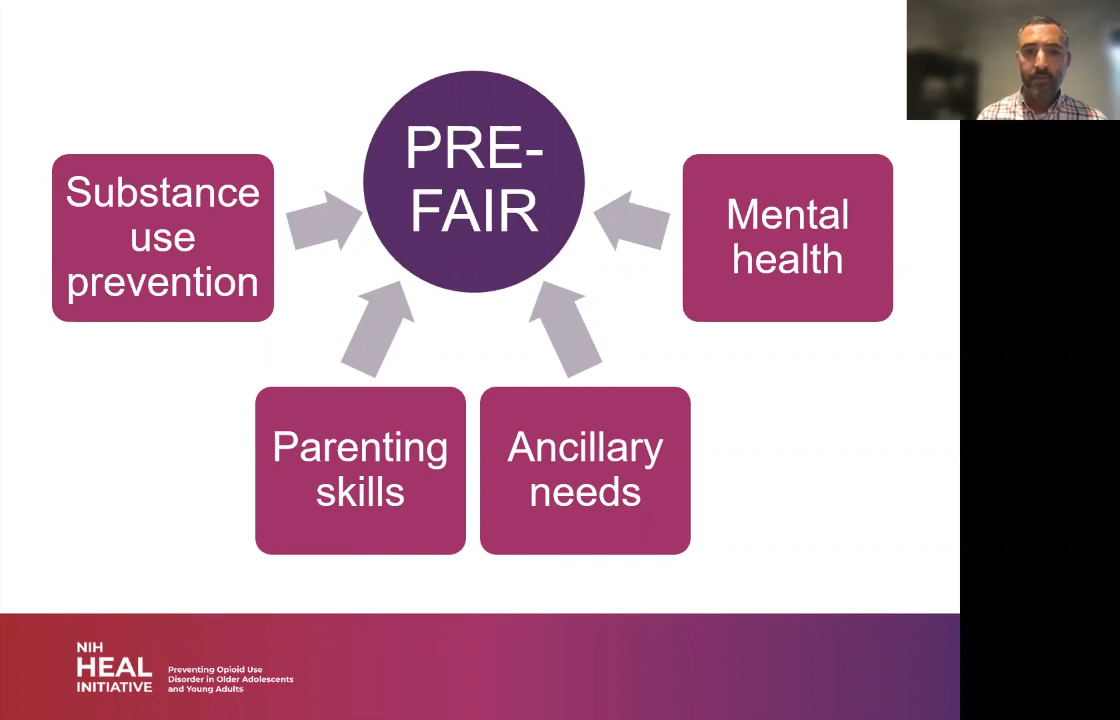 PRE-
FAIR
Substance
use
prevention
Mental
health
Parenting
skills
Ancillary
needs
NIH
HEAL
INITIATIVE
Preventing Opioid Use
Disorder in Older Adolescents
and Young Adults